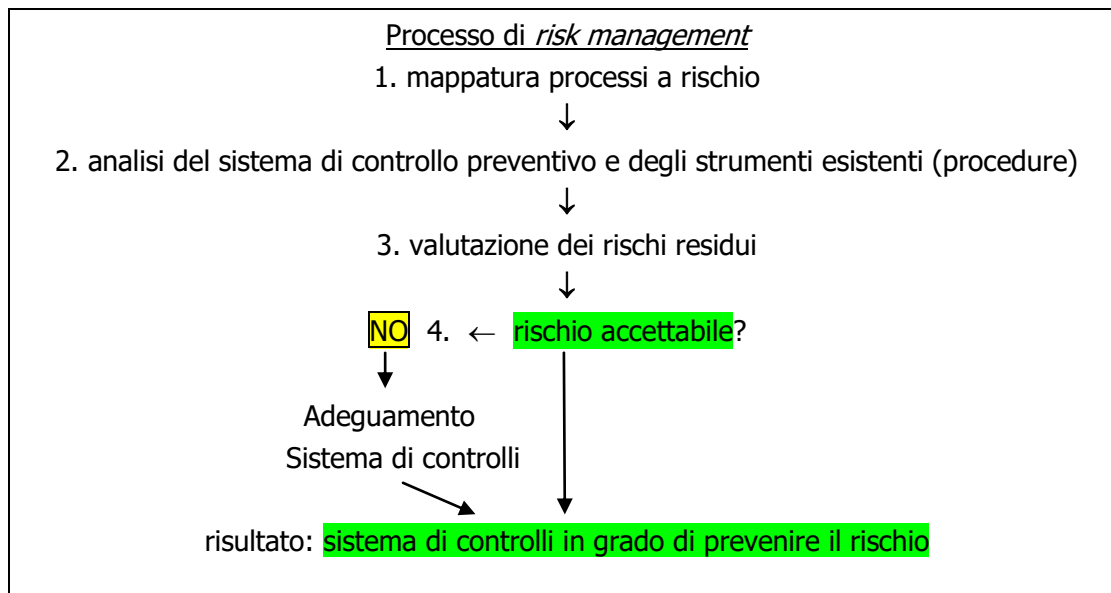 Processo di risk management
1. mappatura processi a rischio
↓
2. analisi del sistema di controllo preventivo e degli strumenti esistenti (procedure)
↓
3. valutazione dei rischi residui
↓
NO 4. ← rischio accettabile?
Adeguamento
Sistema di controlli
risultato: sistema di controlli in grado di prevenire il rischio